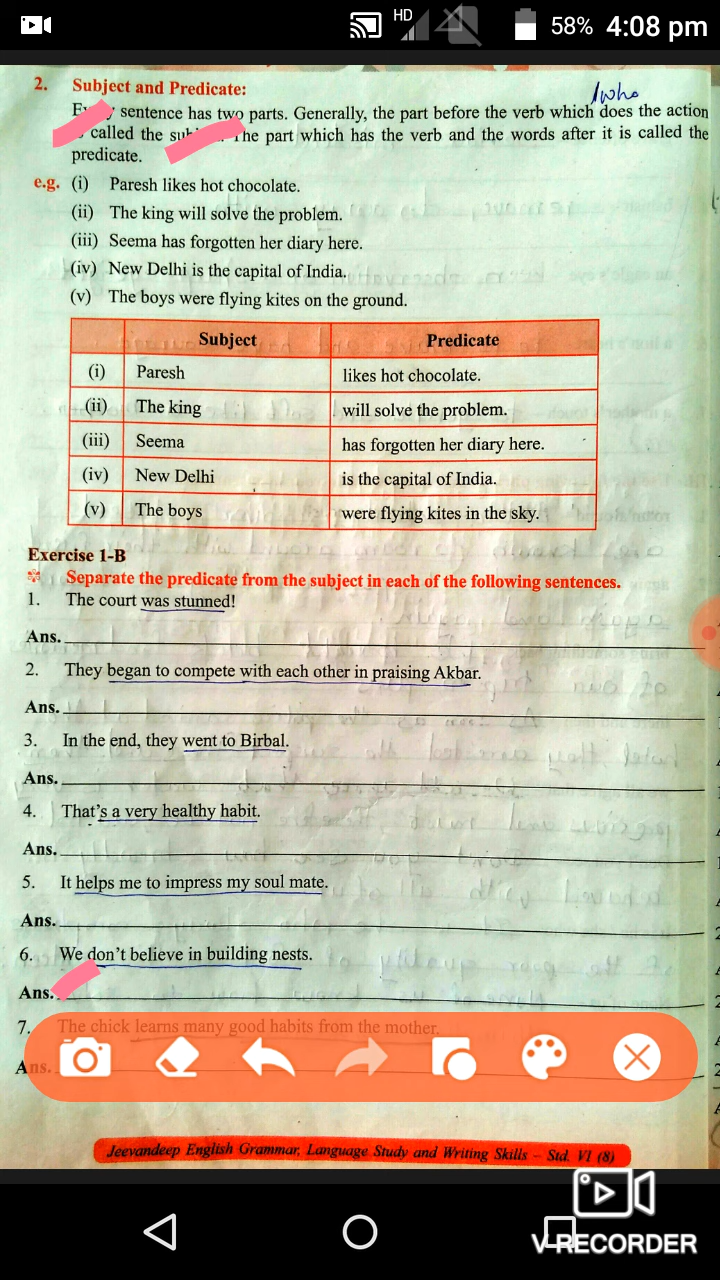 HD 58% 4:08 pm
2. Subject and Predicate:
who
sentence has two parts. Generally, the part before the verb which does the action
called the The part which has the verb and the words after it is called the
predicate.
e.g. (i) Paresh likes hot chocolate.
(ii) The king will solve the problem.
(iii) Seema has forgotten her diary here.
(iv) New Delhi is the capital of India.
(v) The boys were flying kites on the ground.
Subject Predicate
(i) Paresh likes hot chocolate.
(ii) The king will solve the problem.
(iii) Seema has forgotten her diary here.
(iv) New Delhi is the capital of India.
(v) The boys were flying kites in the sky.
Exercise 1-B
Separate the predicate from the subject in each of the following sentences.
1. The court was stunned!
Ans.
2. They began to compete with each other in praising Akbar.
Ans.
3. In the end, they went to Birbal.
Ans.
4. That's a very healthy habit.
Ans.
5. It helps me to impress my soul mate.
Ans.
6. We don't believe in building nests.
Ans.
7. The chick learns many good habits from the mother.
Ans.
Jeevandeep English Grammar, Language Study and Writing Skills – Std. VI (8)
V RECORDER